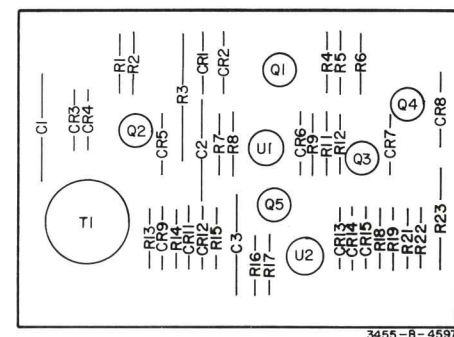 R1
R2
R3
CR1
CR2
Q1
R4
R5
R6
C1
CR3
CR4
Q2
CR5
C2
R7
R8
U1
CR6
R9
R11
R12
Q3
CR7
Q4
CR8
T1
R13
CR9
R14
CR11
CR12
R15
C3
Q5
R16
R17
U2
CR13
CR14
CR15
R18
R19
R21
R22
R23
3455-B-4597